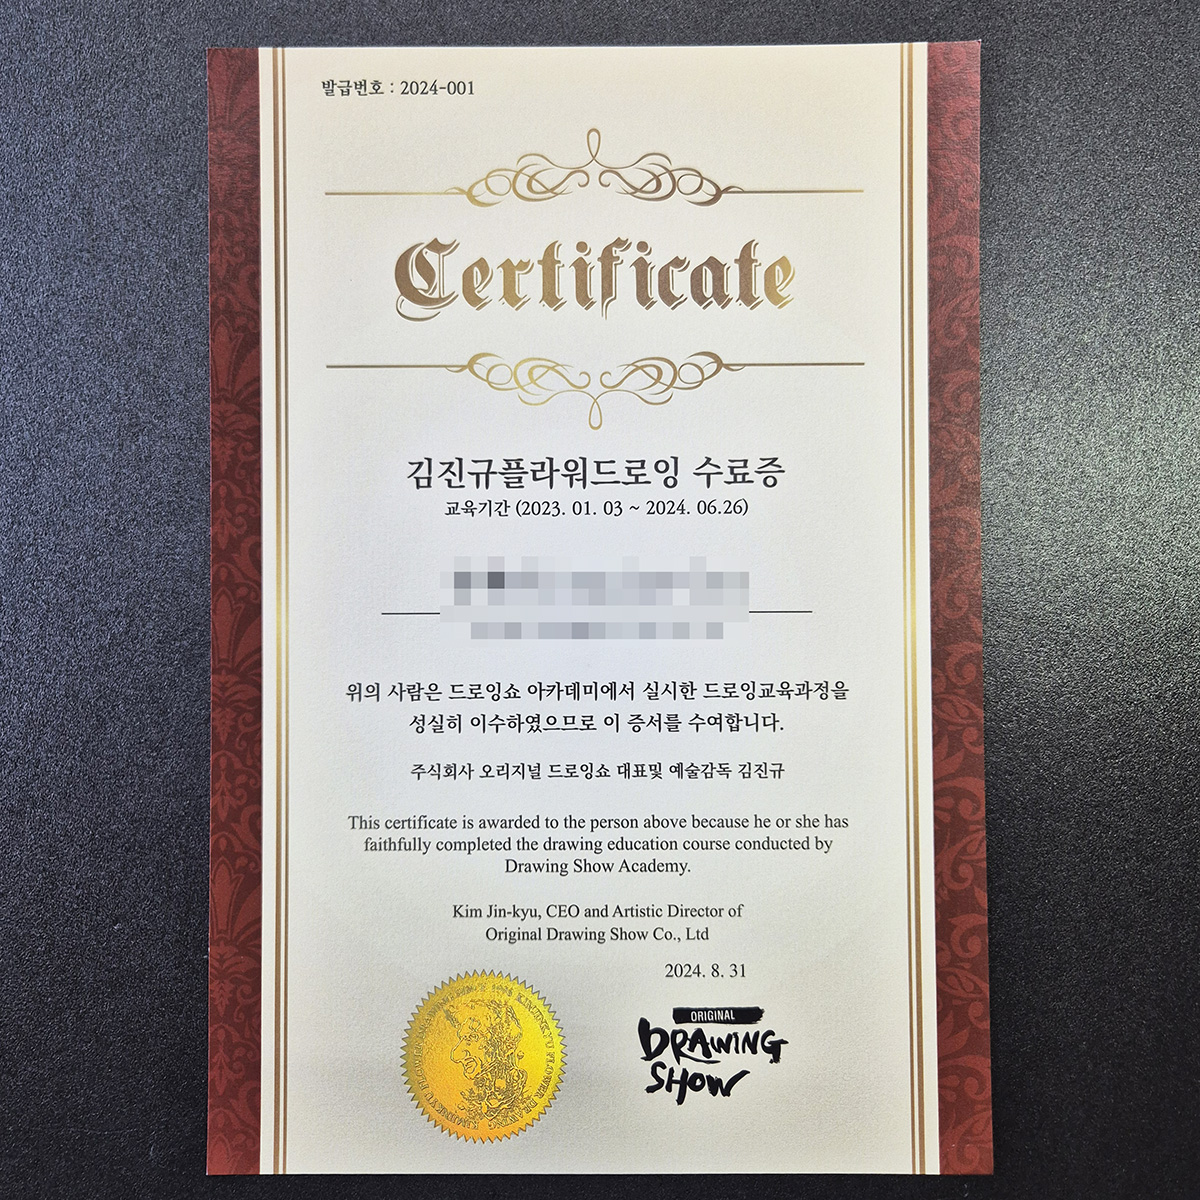 발급번호 : 2024-001
Certificate
김진규플라워드로잉 수료증
교육기간 (2023. 01. 03 ~ 2024. 06.26)
위의 사람은 드로잉쇼 아카데미에서 실시한 드로잉교육과정을
성실히 이수하였으므로 이 증서를 수여합니다.
주식회사 오리지널 드로잉쇼 대표및 예술감독 김진규
This certificate is awarded to the person above because he or she has
faithfully completed the drawing education course conducted by
Drawing Show Academy.
Kim Jin-kyu, CEO and Artistic Director of
Original Drawing Show Co., Ltd
2024. 8. 31
ORIGINAL
DRAWING
SHOW